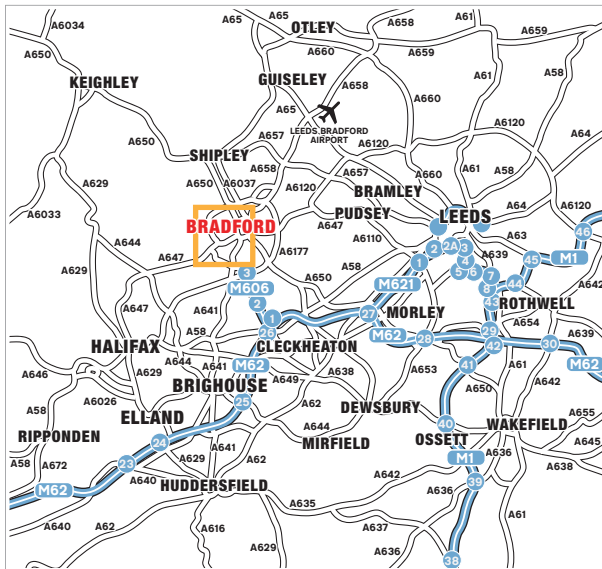 A6034
A65
A65
OTLEY
A658
A61
A659
A650
A660
A659
KEIGHLEY
GUISELEY
A658
A61
A58
A65
A660
LEEDS BRADFORD
AIRPORT
A6120
A64
A650
A657
A6120
SHIPLEY
A658
A657
A660
A61
A58
A629
A650
A6037
A6120
BRAMLEY
A6120
A6033
PUDSEY
LEEDS
A64
BRADFORD
A647
A63
46
A644
A6177
A6110
2
2A
3
A639
45
M1
A647
A58
1
4
A629
3
A650
5
6
7
44
M606
M621
8
A642
A647
A641
2
43
ROTHWELL
1
27
MORLEY
A654
A58
26
M62
29
A639
HALIFAX
CLECKHEATON
28
42
30
A644
A641
M62
A638
A653
41
A61
M62
A646
A629
BRIGHOUSE
A649
A650
A642
A6026
25
A62
DEWSBURY
A58
ELLAND
A644
40
WAKEFIELD
A655
RIPPONDEN
24
A641
MIRFIELD
OSSETT
A645
A58
A672
23
A629
A62
M1
A636
A638
M62
A640
HUDDERSFIELD
A642
39
A636
A635
A640
A62
A616
A637
A636
A61
A629
38